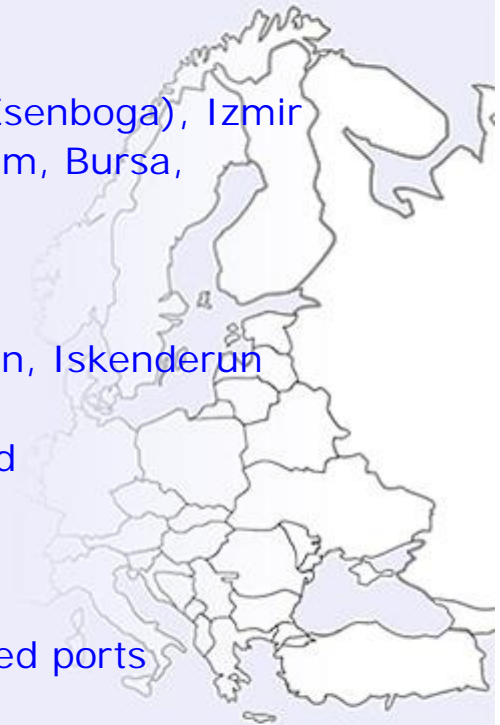 Esenboga), Izmir
m, Bursa,
n, Iskenderun
d
ed ports